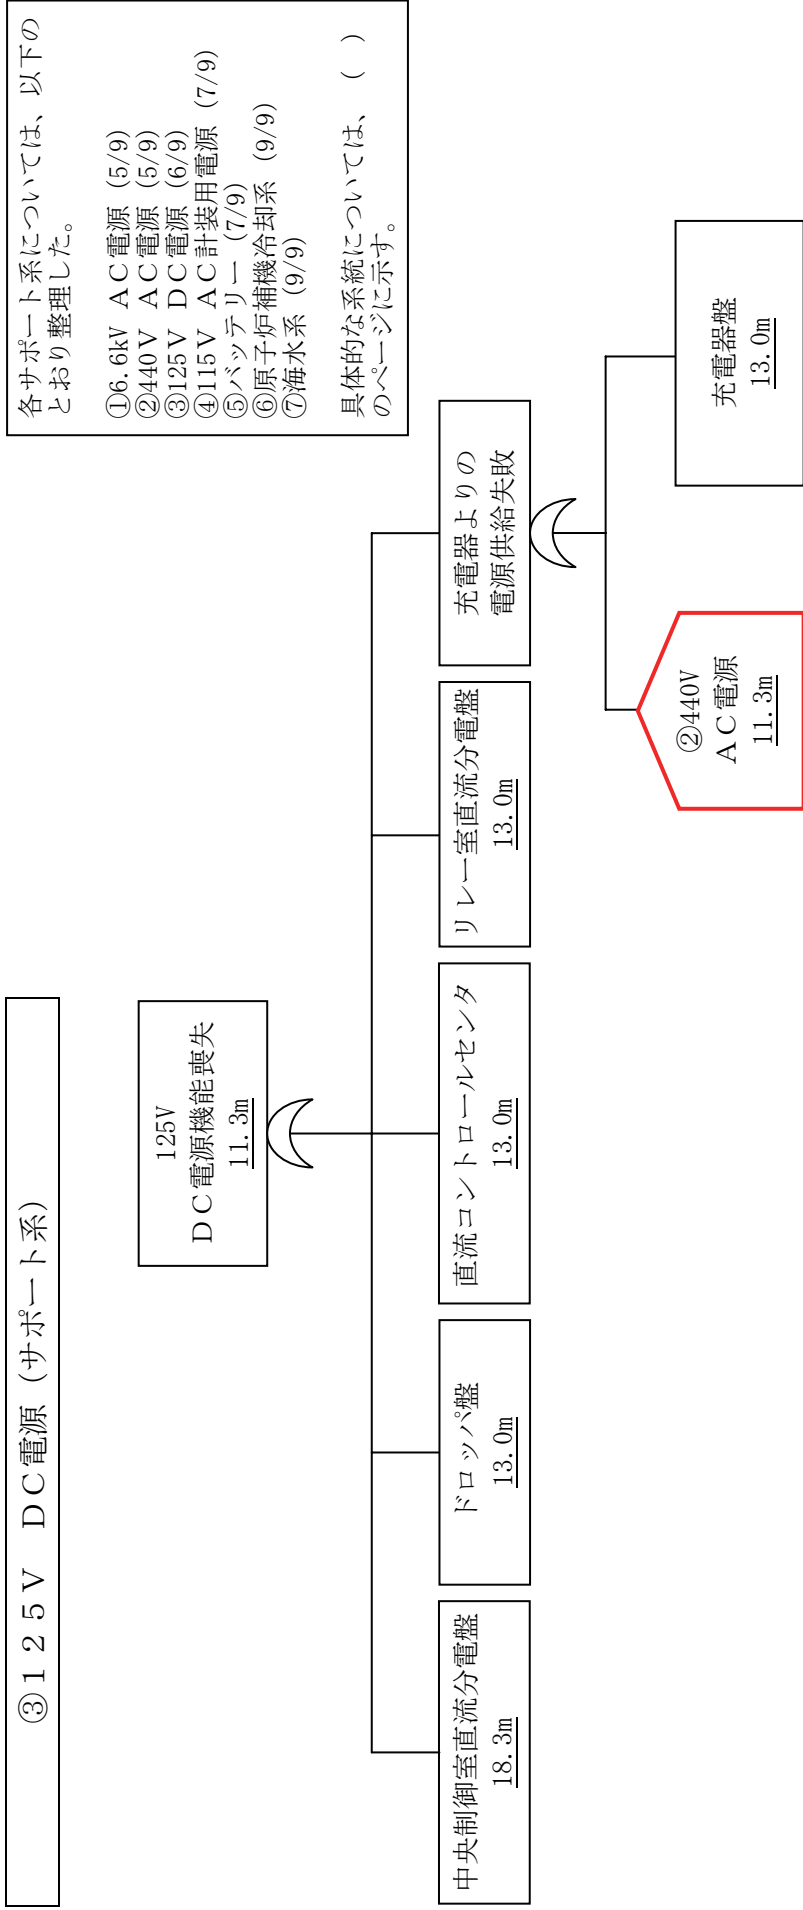 ③１２５Ｖ　ＤＣ電源（サポート系）
各サポート系については、以下の
とおり整理した。
①6.6kV ＡＣ電源 (5/9)
②440V ＡＣ電源 (5/9)
③125V ＤＣ電源 (6/9)
④115V ＡＣ計装用電源 (7/9)
⑤バッテリー (7/9)
⑥原子炉補機冷却系 (9/9)
⑦海水系 (9/9)
具体的な系統については、（　）
のページに示す。
125V
ＤＣ電源機能喪失
11.3m
中央制御室直流分電盤
18.3m
ドロッパ盤
13.0m
直流コントロールセンタ
13.0m
リレー室直流分電盤
13.0m
充電器よりの
電源供給失敗
②440V
ＡＣ電源
11.3m
充電器盤
13.0m